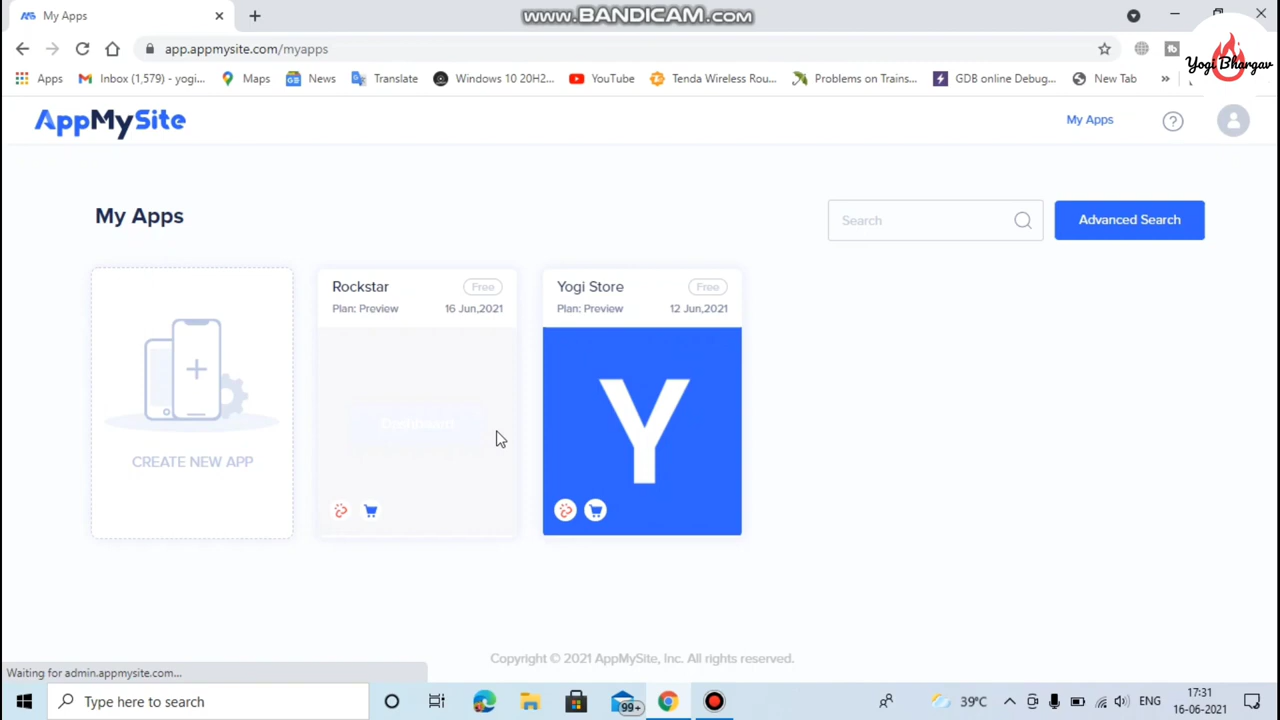 My Apps
www.BANDICAM.com
app.appmysite.com/myapps
Apps
Inbox (1,579) - yogi...
Maps
News
Translate
Windows 10 20H2...
YouTube
Tenda Wireless Rou...
Problems on Trains...
GDB online Debug...
New Tab
»
Yogi Bhargav
AppMySite
My Apps
?
My Apps
Search
Advanced Search
CREATE NEW APP
Rockstar
Free
Plan: Preview
16 Jun,2021
Dashboard
Yogi Store
Free
Plan: Preview
12 Jun,2021
Y
Copyright © 2021 AppMySite, Inc. All rights reserved.
Waiting for admin.appmysite.com...
Type here to search
99+
39°C
ENG
17:31
16-06-2021